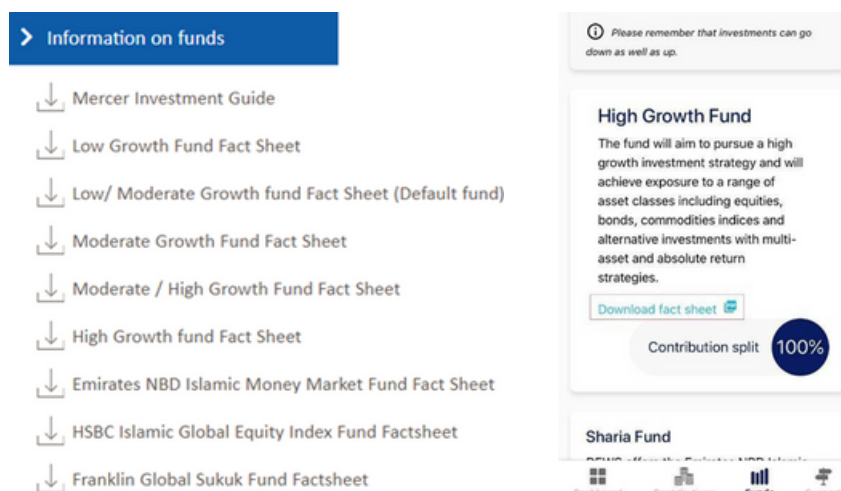 Information on funds
Mercer Investment Guide
Low Growth Fund Fact Sheet
Low/ Moderate Growth fund Fact Sheet (Default fund)
Moderate Growth Fund Fact Sheet
Moderate / High Growth Fund Fact Sheet
High Growth fund Fact Sheet
Emirates NBD Islamic Money Market Fund Fact Sheet
HSBC Islamic Global Equity Index Fund Factsheet
Franklin Global Sukuk Fund Factsheet
Please remember that investments can go
down as well as up.
High Growth Fund
The fund will aim to pursue a high
growth investment strategy and will
achieve exposure to a range of
asset classes including equities,
bonds, commodities indices and
alternative investments with multi-
asset and absolute return
strategies.
Download fact sheet
Contribution split 100%
Sharia Fund